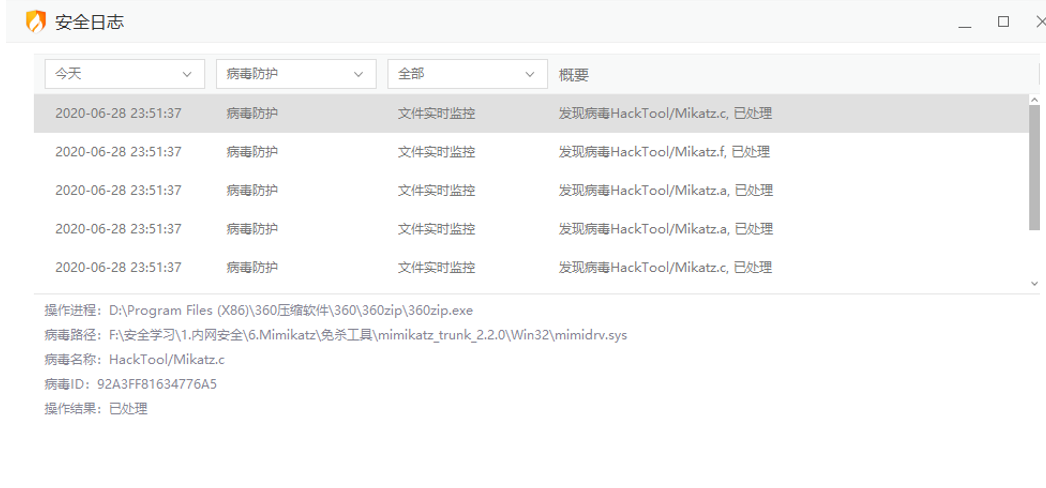 安全日志
今天 病毒防护 全部 概要
2020-06-28 23:51:37 病毒防护 文件实时监控 发现病毒HackTool/Mikatz.c, 已处理
2020-06-28 23:51:37 病毒防护 文件实时监控 发现病毒HackTool/Mikatz.f, 已处理
2020-06-28 23:51:37 病毒防护 文件实时监控 发现病毒HackTool/Mikatz.a, 已处理
2020-06-28 23:51:37 病毒防护 文件实时监控 发现病毒HackTool/Mikatz.a, 已处理
2020-06-28 23:51:37 病毒防护 文件实时监控 发现病毒HackTool/Mikatz.c, 已处理
操作进程：D:\Program Files (X86)\360压缩软件\360\360zip\360zip.exe
病毒路径：F:\安全学习\1.内网安全\6.Mimikatz\免杀工具\mimikatz_trunk_2.2.0\Win32\mimidrv.sys
病毒名称：HackTool/Mikatz.c
病毒ID：92A3FF81634776A5
操作结果：已处理